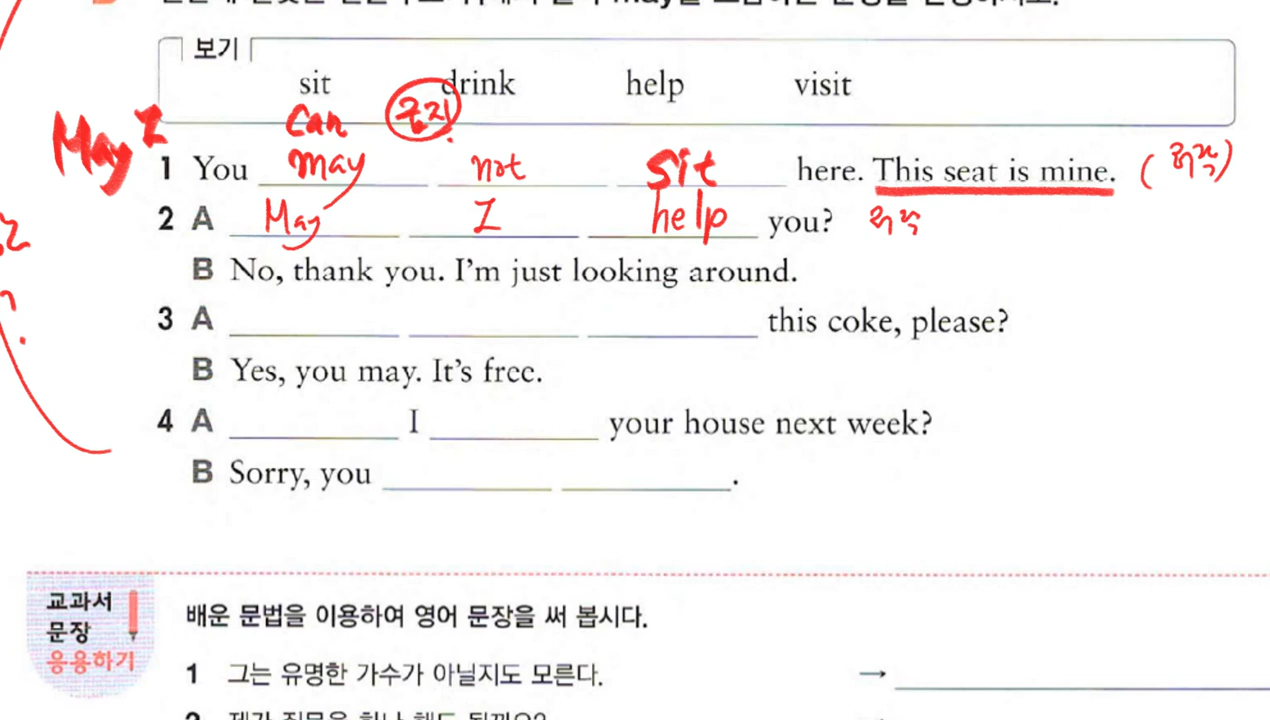 보기
sit drink help visit
can 금지
May I
1 You may not sit here. This seat is mine. (허락)
2 A May I help you? 허락
B No, thank you. I'm just looking around.
3 A this coke, please?
B Yes, you may. It's free.
4 A I your house next week?
B Sorry, you .
교과서
문장
응용하기
배운 문법을 이용하여 영어 문장을 써 봅시다.
1 그는 유명한 가수가 아닐지도 모른다. →